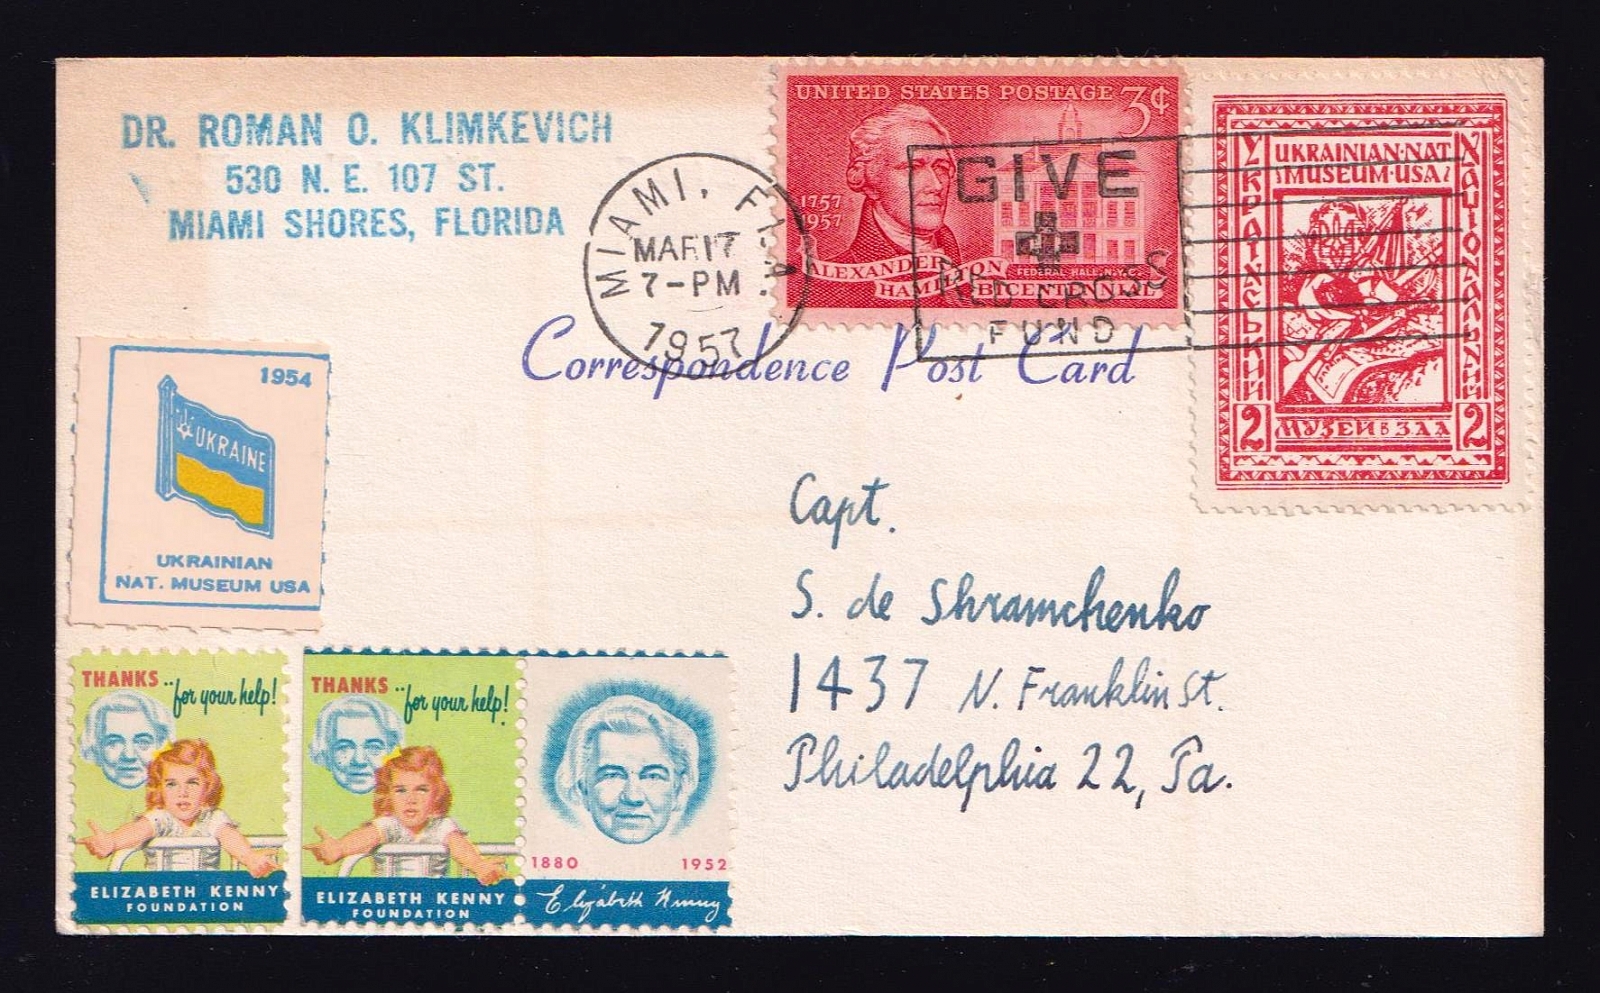 DR. ROMAN O. KLIMKEVICH
530 N. E. 107 ST.
MIAMI SHORES, FLORIDA
MIAMI, FLA.
MAR 17
7-PM
1957
UNITED STATES POSTAGE 3¢
1757
1957
ALEXANDER
HAMILTON
BICENTENNIAL
FEDERAL HALL, N.Y.C.
GIVE
RED CROSS
FUND
UKRAINIAN·NAT
MUSEUM·USA
УКРАЇНСЬКИЙ
НАЦІОНАЛЬНИЙ
2 МУЗЕЙ В ЗДА 2
Correspondence Post Card
1954
UKRAINE
UKRAINIAN
NAT. MUSEUM USA
Capt.
S. de Shramchenko
1437 N. Franklin St.
Philadelphia 22, Pa.
THANKS..
for your help!
ELIZABETH KENNY
FOUNDATION
THANKS..
for your help!
ELIZABETH KENNY
FOUNDATION
1880 1952
Elizabeth Kenny